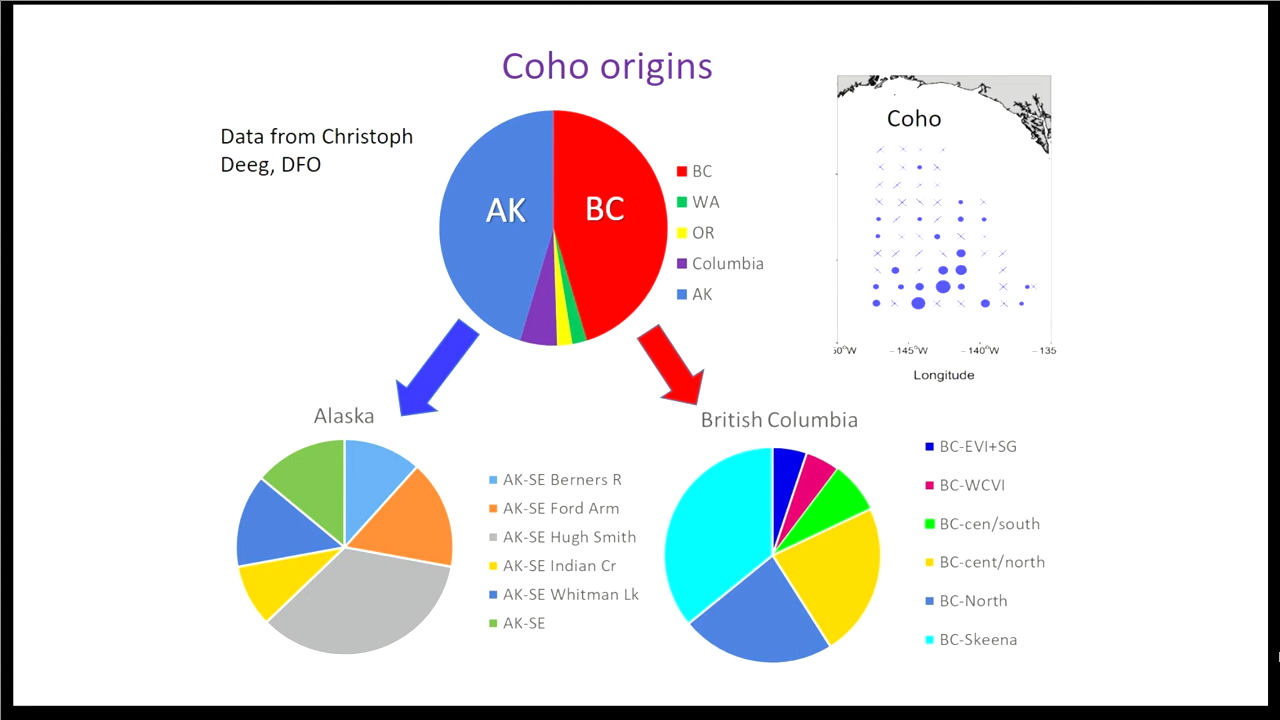 Coho origins
Data from Christoph
Deeg, DFO
AK
BC
BC
WA
OR
Columbia
AK
Coho
50°W
−145°W
−140°W
−135
Longitude
Alaska
AK-SE Berners R
AK-SE Ford Arm
AK-SE Hugh Smith
AK-SE Indian Cr
AK-SE Whitman Lk
AK-SE
British Columbia
BC-EVI+SG
BC-WCVI
BC-cen/south
BC-cent/north
BC-North
BC-Skeena